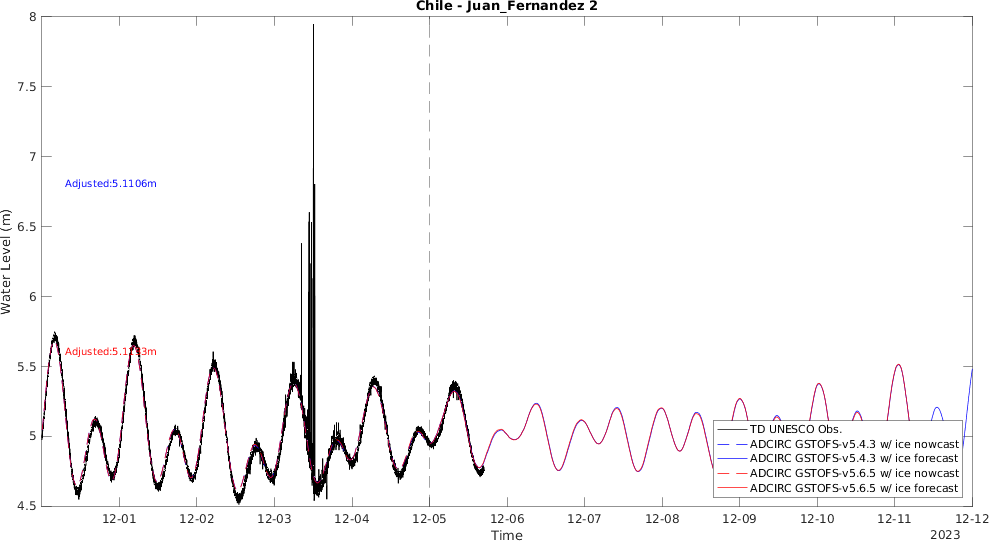 Chile - Juan_Fernandez 2
8
7.5
7
6.5
6
5.5
5
4.5
Water Level (m)
Adjusted:5.1106m
TD UNESCO Obs.
ADCIRC GSTOFS-v5.4.3 w/ ice nowcast
ADCIRC GSTOFS-v5.4.3 w/ ice forecast
ADCIRC GSTOFS-v5.6.5 w/ ice nowcast
ADCIRC GSTOFS-v5.6.5 w/ ice forecast
12-01 12-02 12-03 12-04 12-05 12-06 12-07 12-08 12-09 12-10 12-11 12-12
Time
2023